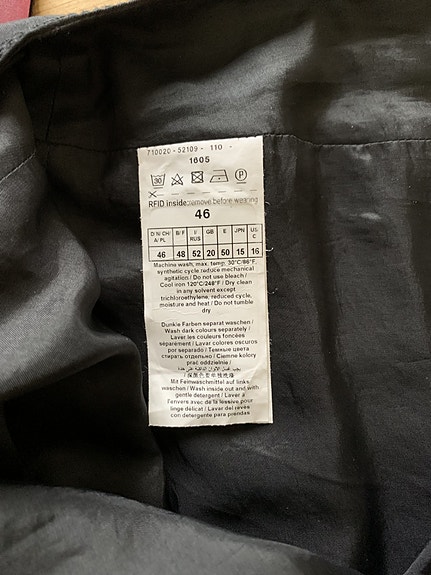 710020 - 52109 - 110 -
1605
30 P
RFID inside: remove before wearing
46
D N CH/ A/ PL B/ F I/ RUS GB E JPN US C
46 48 52 20 50 15 16
Machine wash, max. temp. 30°C/86°F,
synthetic cycle reduce mechanical
agitation / Do not use bleach /
Cool iron 120°C/248°F / Dry clean
in any solvent except
trichloroethylene, reduced cycle,
moisture and heat / Do not tumble
dry
Dunkle Farben separat waschen /
Wash dark colours separately /
Laver les couleurs foncées
séparément / Lavar colores oscuros
por separado / Темные цвета
стирать отдельно / Ciemne kolory
prać oddzielnie /
Mit Feinwaschmittel auf links
waschen / Wash inside out and with
gentle detergent / Laver à
l'envers avec de la lessive pour
linge délicat / Lavar del revés
con detergente para prendas